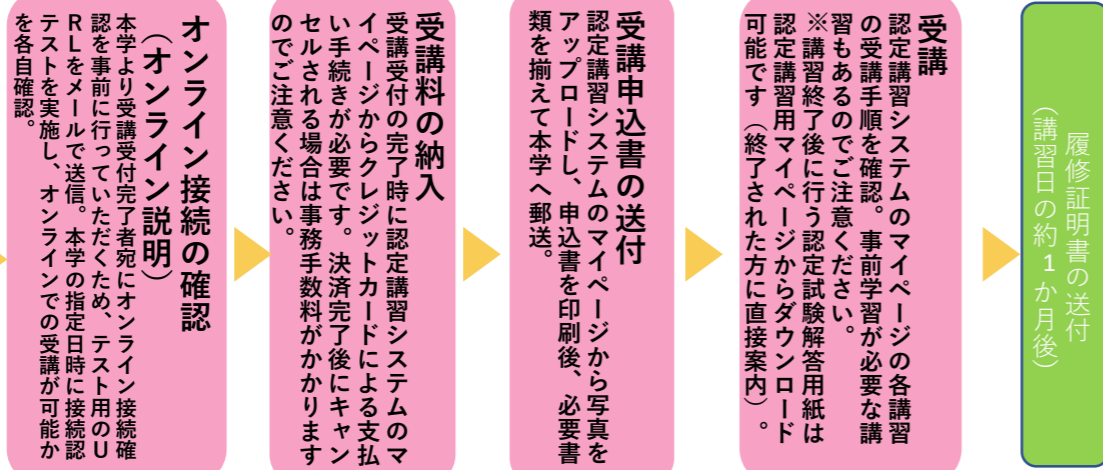 オンライン接続の確認
（オンライン説明）
本学より受講受付完了者宛にオンライン接続確
認を事前に行っていただくため、テスト用のU
RLをメールで送信。本学の指定日時に接続認
テストを実施し、オンラインでの受講が可能か
を各自確認。
受講料の納入
受講受付の完了時に認定講習システムのマ
イページからクレジットカードによる支払
い手続きが必要です。決済完了後にキャン
セルされる場合は事務手数料がかかります
のでご注意ください。
受講申込書の送付
認定講習システムのマイページから写真を
アップロードし、申込書を印刷後、必要書
類を揃えて本学へ郵送。
受講
認定講習システムのマイページの各講習
の受講手順を確認。事前学習が必要な講
習もあるのでご注意ください。
※講習終了後に行う認定試験解答用紙は
認定講習用マイページからダウンロード
可能です（終了された方に直接案内）。
履修証明書の送付
（講習日の約1か月後）